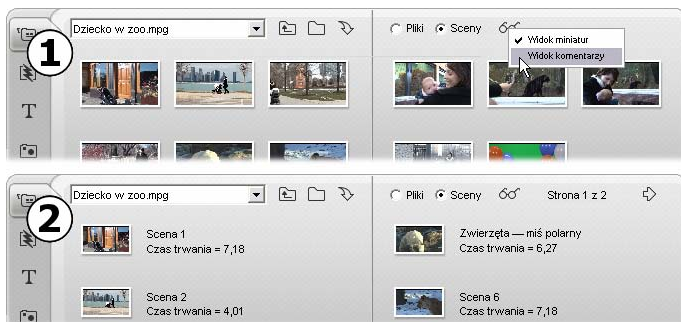 1
Dziecko w zoo.mpg
Pliki Sceny
Widok miniatur
Widok komentarzy
T
2
Dziecko w zoo.mpg
Pliki Sceny Strona 1 z 2
Scena 1
Czas trwania = 7,18
Zwierzęta — miś polarny
Czas trwania = 6,27
T
Scena 2
Czas trwania = 4,01
Scena 6
Czas trwania = 7,18